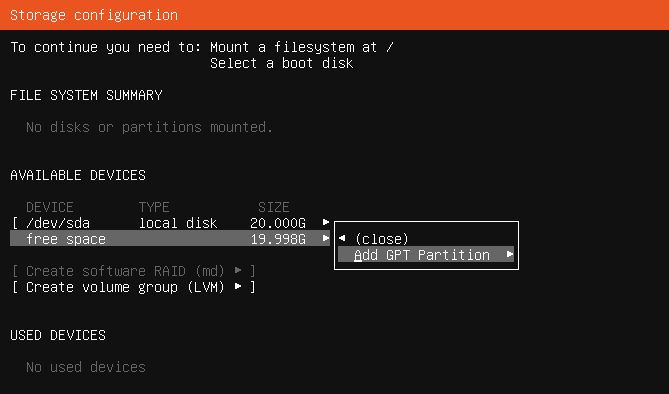 Storage configuration
To continue you need to: Mount a filesystem at /
Select a boot disk
FILE SYSTEM SUMMARY
No disks or partitions mounted.
AVAILABLE DEVICES
DEVICE TYPE SIZE
[ /dev/sda local disk 20.000G ▸
free space 19.998G ▸
◂ (close)
Add GPT Partition ▸
[ Create software RAID (md) ▸ ]
[ Create volume group (LVM) ▸ ]
USED DEVICES
No used devices